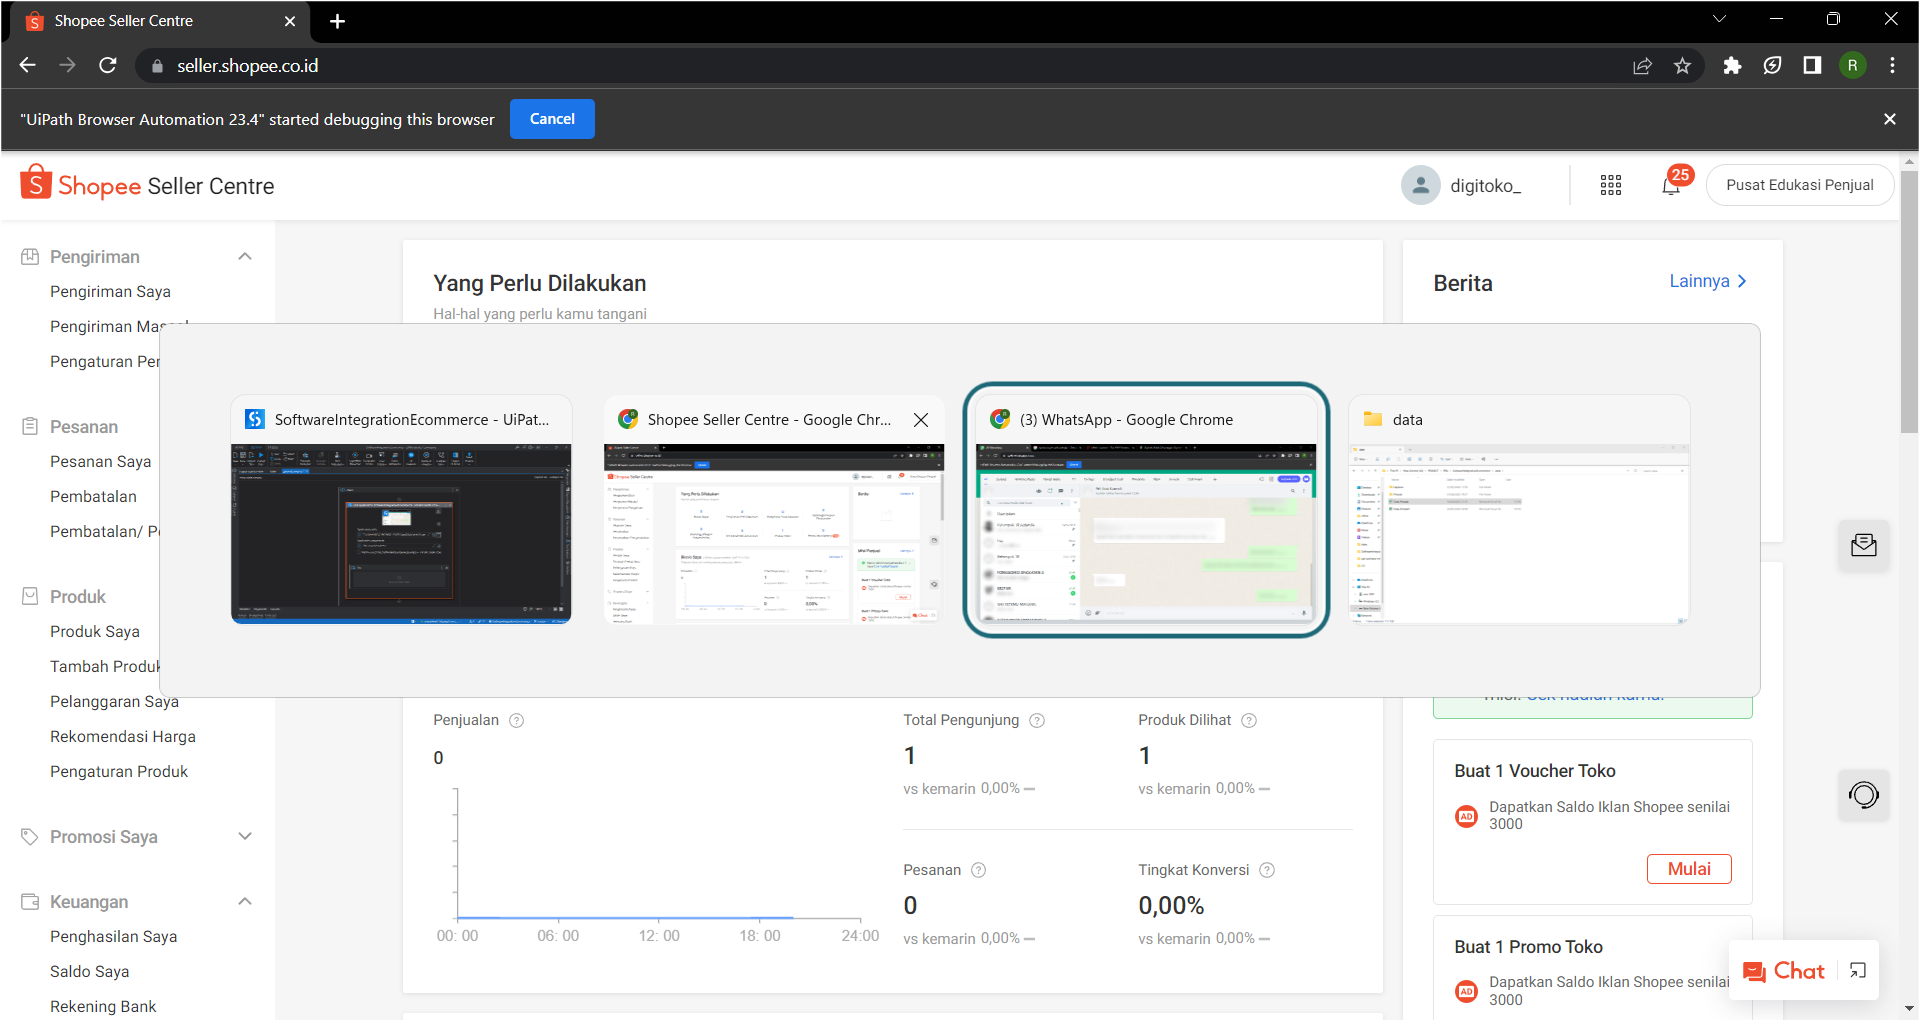 Shopee Seller Centre
seller.shopee.co.id
R
"UiPath Browser Automation 23.4" started debugging this browser
Cancel
Shopee Seller Centre
digitoko_
25
Pusat Edukasi Penjual
Pengiriman
Pengiriman Saya
Pengiriman
Pengaturan
Pesanan
Pesanan Saya
Pembatalan
Pembatalan/
Produk
Produk Saya
Tambah Produk
Pelanggaran Saya
Rekomendasi Harga
Pengaturan Produk
Promosi Saya
Keuangan
Penghasilan Saya
Saldo Saya
Rekening Bank
Yang Perlu Dilakukan
Hal-hal yang perlu kamu tangani
Berita
Lainnya
SoftwareIntegrationEcommerce - UiPat...
Shopee Seller Centre - Google Chr...
(3) WhatsApp - Google Chrome
data
Penjualan
0
00: 00
06: 00
12: 00
18: 00
24:00
Total Pengunjung
1
vs kemarin 0,00%
Produk Dilihat
1
vs kemarin 0,00%
Pesanan
0
vs kemarin 0,00%
Tingkat Konversi
0,00%
vs kemarin 0,00%
Buat 1 Voucher Toko
AD
Dapatkan Saldo Iklan Shopee senilai
3000
Mulai
Buat 1 Promo Toko
AD
Dapatkan Saldo Iklan Shopee senilai
3000
Chat